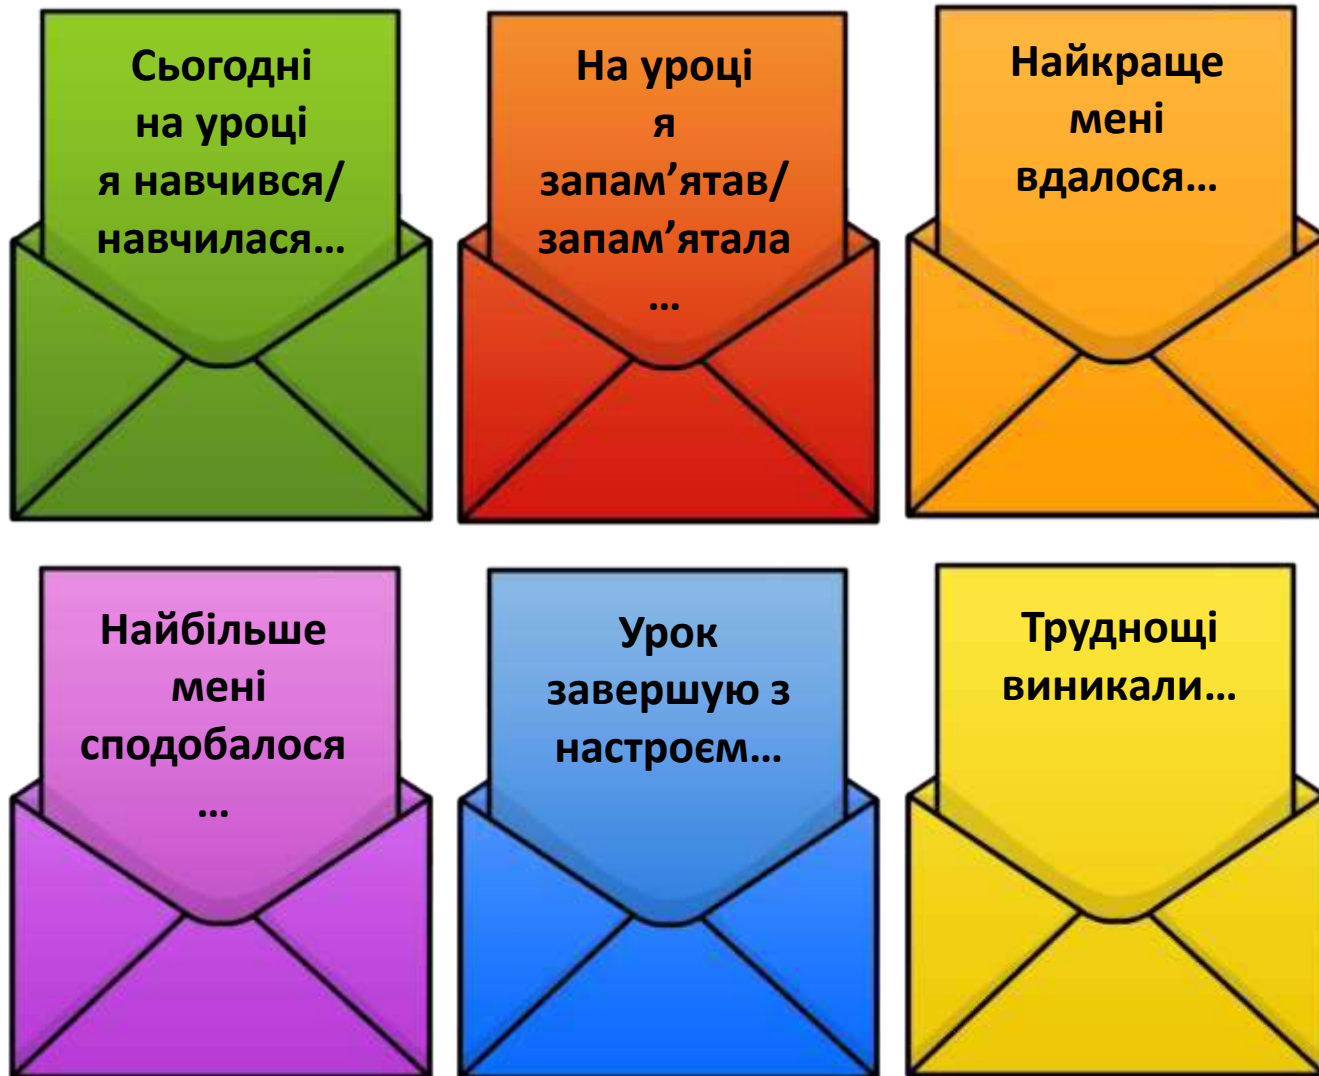 Сьогодні
на уроці
я навчився/
навчилася…
На уроці
я
запам’ятав/
запам’ятала
…
Найкраще
мені
вдалося…
Найбільше
мені
сподобалося
…
Урок
завершую з
настроєм…
Труднощі
виникали…